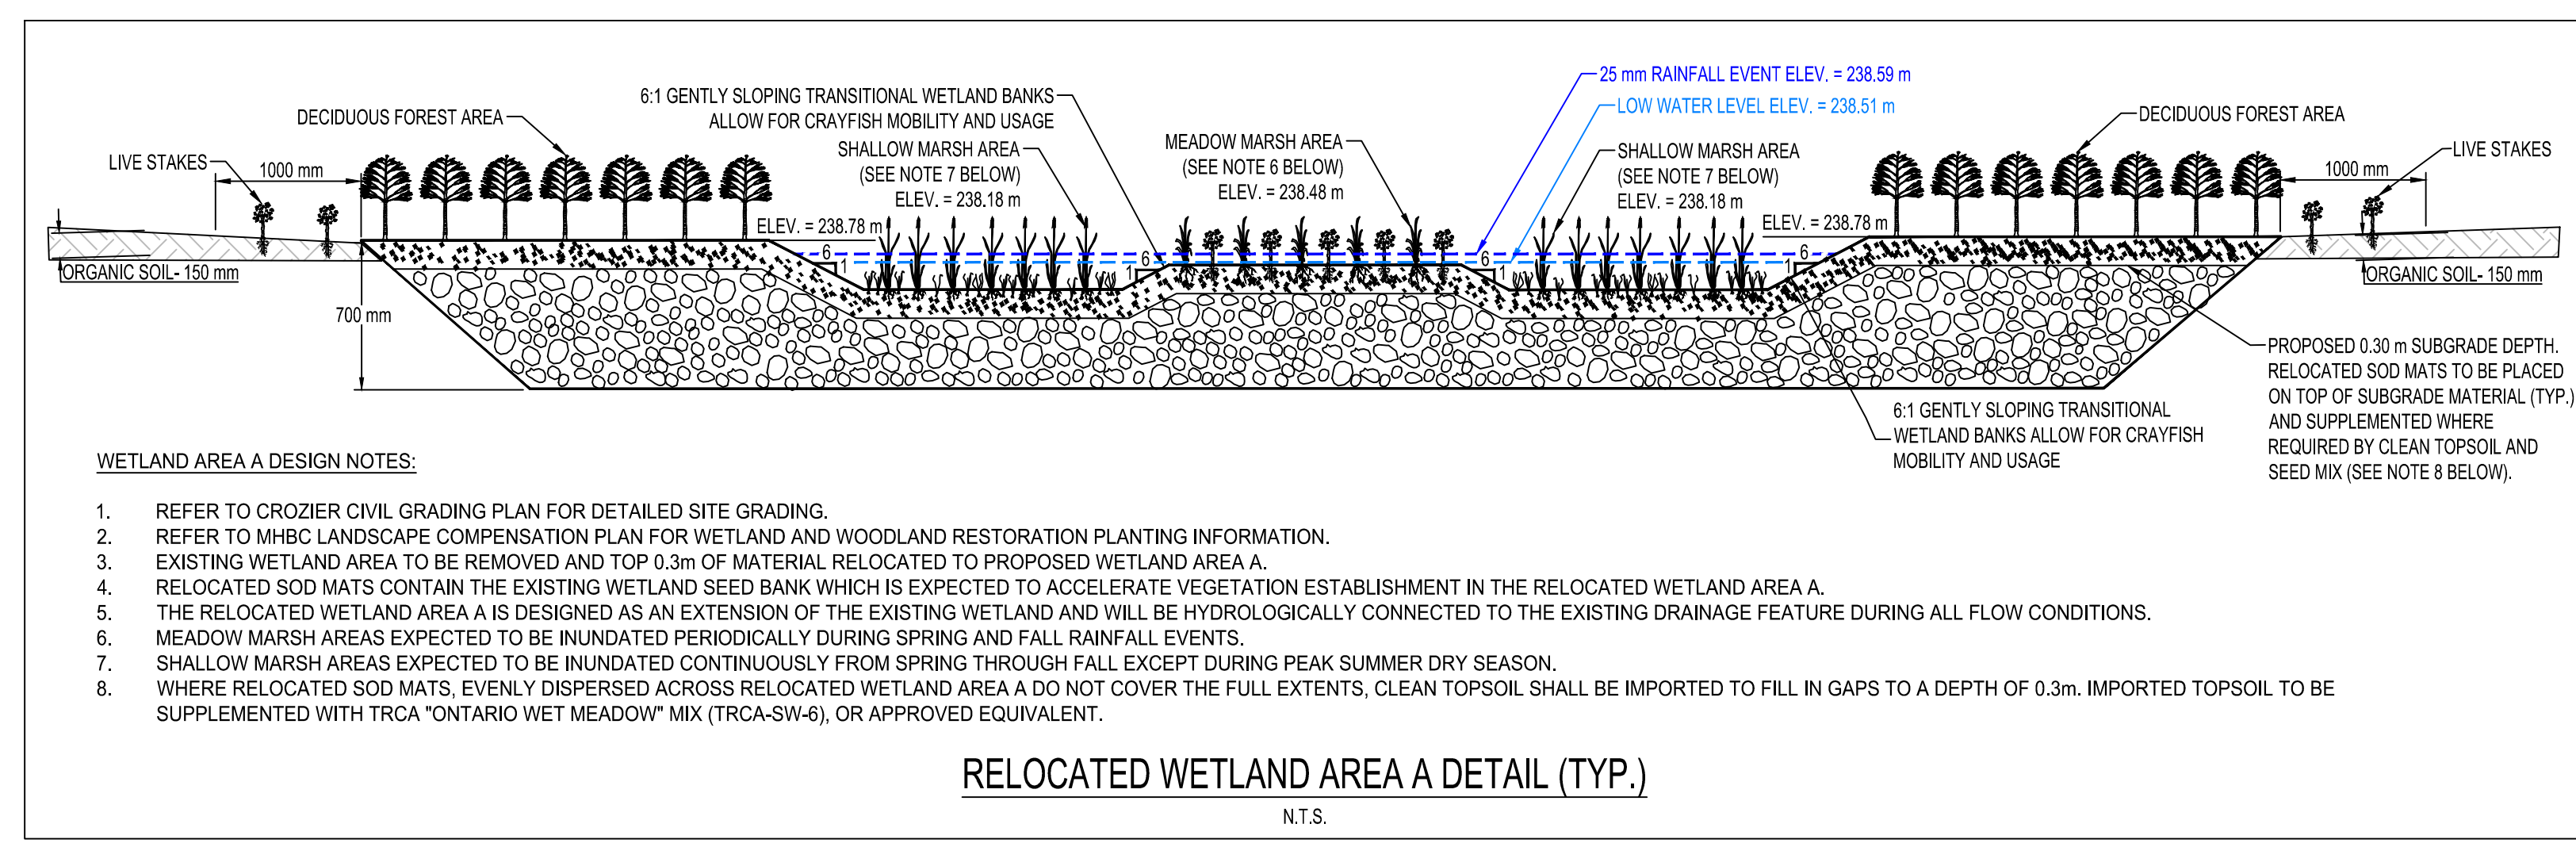 25 mm RAINFALL EVENT ELEV. = 238.59 m
LOW WATER LEVEL ELEV. = 238.51 m
6:1 GENTLY SLOPING TRANSITIONAL WETLAND BANKS
ALLOW FOR CRAYFISH MOBILITY AND USAGE
DECIDUOUS FOREST AREA
DECIDUOUS FOREST AREA
LIVE STAKES
1000 mm
SHALLOW MARSH AREA
(SEE NOTE 7 BELOW)
ELEV. = 238.18 m
MEADOW MARSH AREA
(SEE NOTE 6 BELOW)
ELEV. = 238.48 m
SHALLOW MARSH AREA
(SEE NOTE 7 BELOW)
ELEV. = 238.18 m
LIVE STAKES
1000 mm
ELEV. = 238.78 m
ELEV. = 238.78 m
6
1
6
1
6
1
6
1
ORGANIC SOIL- 150 mm
ORGANIC SOIL- 150 mm
700 mm
PROPOSED 0.30 m SUBGRADE DEPTH.
RELOCATED SOD MATS TO BE PLACED
ON TOP OF SUBGRADE MATERIAL (TYP.)
AND SUPPLEMENTED WHERE
REQUIRED BY CLEAN TOPSOIL AND
SEED MIX (SEE NOTE 8 BELOW).
6:1 GENTLY SLOPING TRANSITIONAL
WETLAND BANKS ALLOW FOR CRAYFISH
MOBILITY AND USAGE
WETLAND AREA A DESIGN NOTES:
1. REFER TO CROZIER CIVIL GRADING PLAN FOR DETAILED SITE GRADING.
2. REFER TO MHBC LANDSCAPE COMPENSATION PLAN FOR WETLAND AND WOODLAND RESTORATION PLANTING INFORMATION.
3. EXISTING WETLAND AREA TO BE REMOVED AND TOP 0.3m OF MATERIAL RELOCATED TO PROPOSED WETLAND AREA A.
4. RELOCATED SOD MATS CONTAIN THE EXISTING WETLAND SEED BANK WHICH IS EXPECTED TO ACCELERATE VEGETATION ESTABLISHMENT IN THE RELOCATED WETLAND AREA A.
5. THE RELOCATED WETLAND AREA A IS DESIGNED AS AN EXTENSION OF THE EXISTING WETLAND AND WILL BE HYDROLOGICALLY CONNECTED TO THE EXISTING DRAINAGE FEATURE DURING ALL FLOW CONDITIONS.
6. MEADOW MARSH AREAS EXPECTED TO BE INUNDATED PERIODICALLY DURING SPRING AND FALL RAINFALL EVENTS.
7. SHALLOW MARSH AREAS EXPECTED TO BE INUNDATED CONTINUOUSLY FROM SPRING THROUGH FALL EXCEPT DURING PEAK SUMMER DRY SEASON.
8. WHERE RELOCATED SOD MATS, EVENLY DISPERSED ACROSS RELOCATED WETLAND AREA A DO NOT COVER THE FULL EXTENTS, CLEAN TOPSOIL SHALL BE IMPORTED TO FILL IN GAPS TO A DEPTH OF 0.3m. IMPORTED TOPSOIL TO BE
SUPPLEMENTED WITH TRCA "ONTARIO WET MEADOW" MIX (TRCA-SW-6), OR APPROVED EQUIVALENT.
RELOCATED WETLAND AREA A DETAIL (TYP.)
N.T.S.